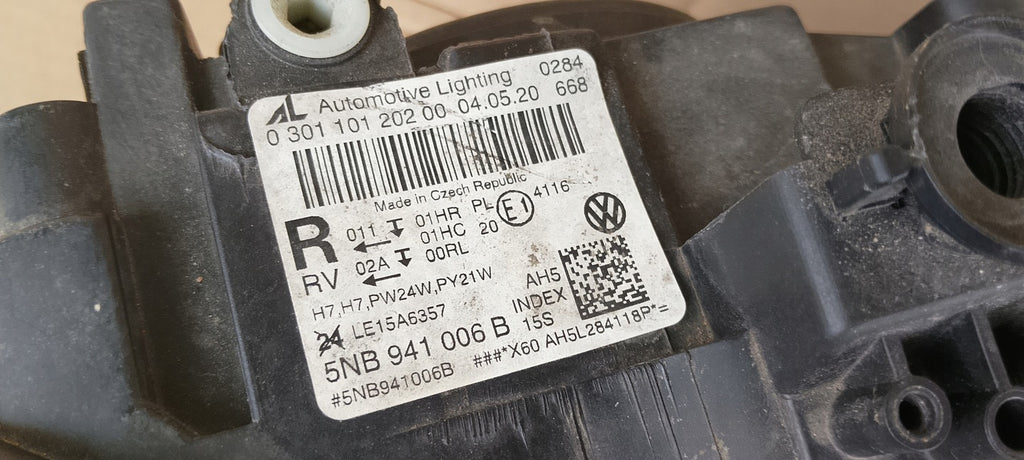 AL Automotive Lighting 0284
0 301 101 202 00 04.05.20 668
Made in Czech Republic
R 011 01HR PL E1 4116
01HC 20
RV 02A 00RL
H7,H7,PW24W,PY21W
24 LE15A6357
AH5
INDEX
15S
5NB 941 006 B
#5NB941006B ###*X60 AH5L284118P*=